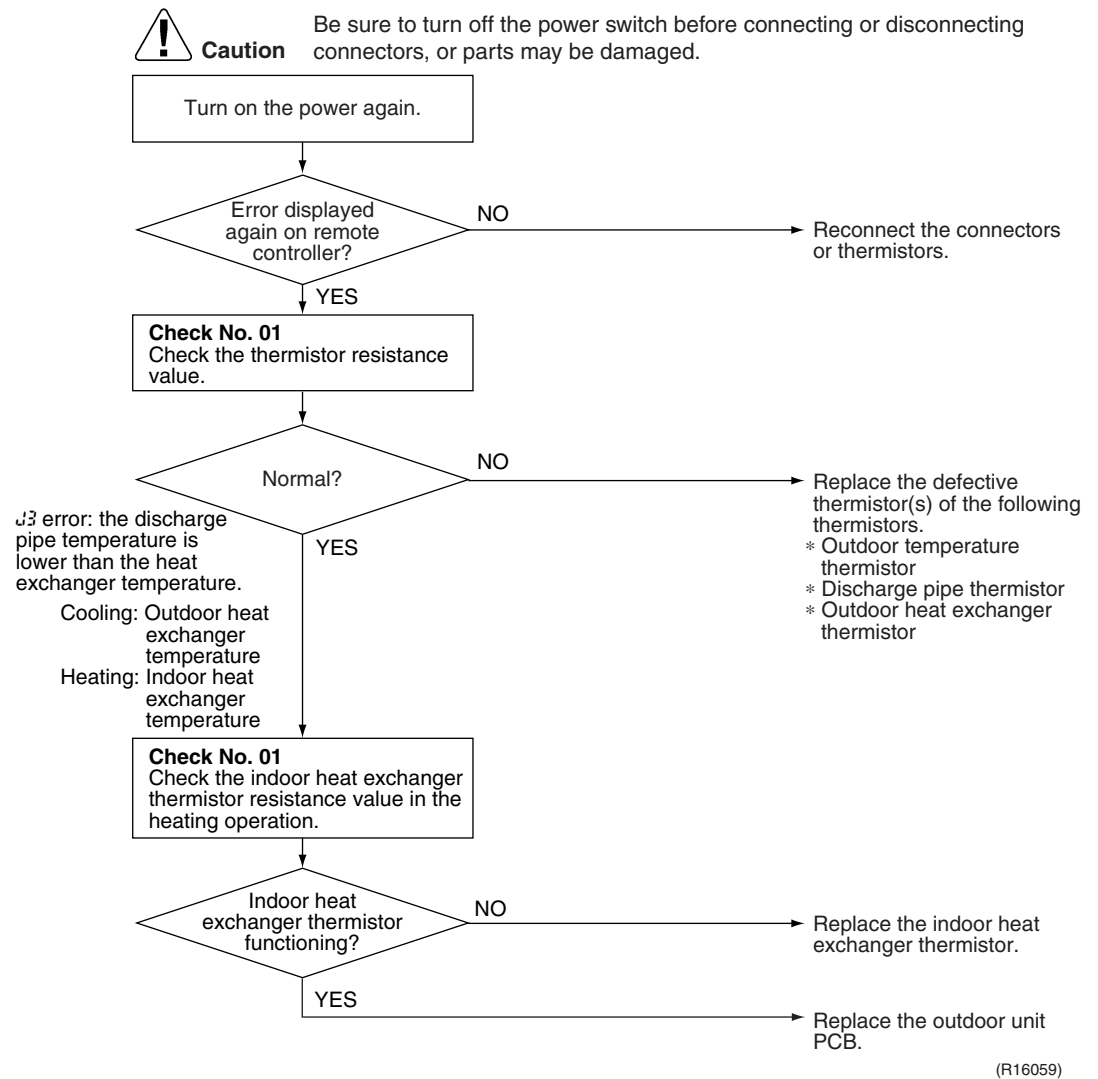 Be sure to turn off the power switch before connecting or disconnecting
Caution connectors, or parts may be damaged.
Turn on the power again.
Error displayed
again on remote
controller?
NO
Reconnect the connectors
or thermistors.
YES
Check No. 01
Check the thermistor resistance
value.
Normal?
NO
Replace the defective
thermistor(s) of the following
thermistors.
* Outdoor temperature
thermistor
* Discharge pipe thermistor
* Outdoor heat exchanger
thermistor
YES
J3 error: the discharge
pipe temperature is
lower than the heat
exchanger temperature.
Cooling: Outdoor heat
exchanger
temperature
Heating: Indoor heat
exchanger
temperature
Check No. 01
Check the indoor heat exchanger
thermistor resistance value in the
heating operation.
Indoor heat
exchanger thermistor
functioning?
NO
Replace the indoor heat
exchanger thermistor.
YES
Replace the outdoor unit
PCB.
(R16059)